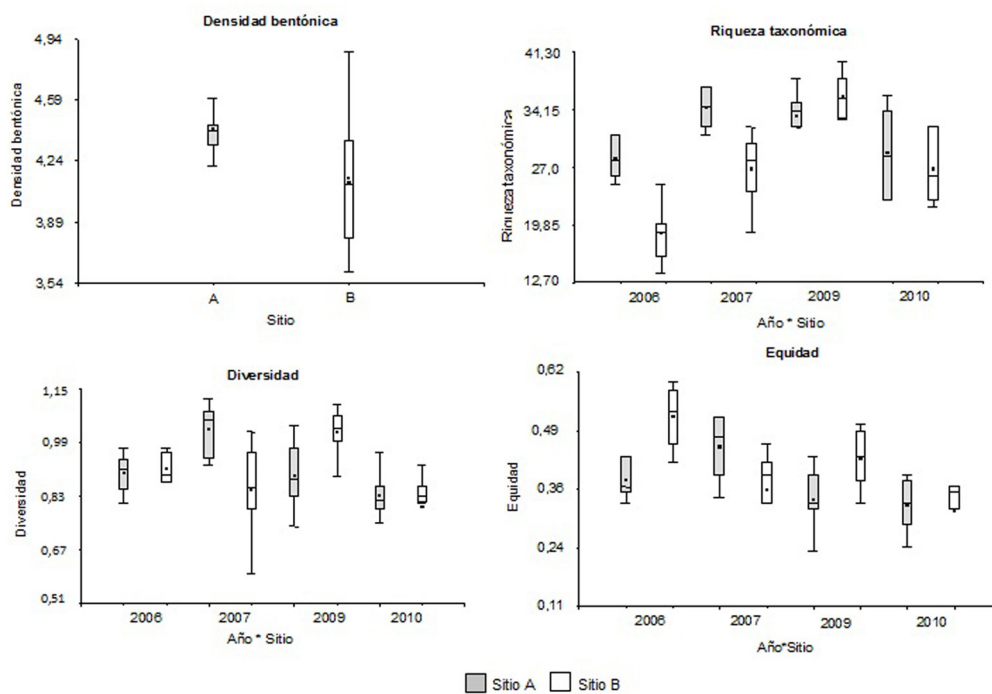 Densidad bentónica
Densidad bentónica
4,94
4,59
4,24
3,89
3,54
A
B
Sitio
Riqueza taxonómica
Riqueza taxonómica
41,30
34,15
27,0
19,85
12,70
2006
2007
2009
2010
Año * Sitio
Diversidad
Diversidad
1,15
0,99
0,83
0,67
0,51
2006
2007
2009
2010
Año * Sitio
Equidad
Equidad
0,62
0,49
0,38
0,24
0,11
2006
2007
2009
2010
Año*Sitio
Sitio A
Sitio B